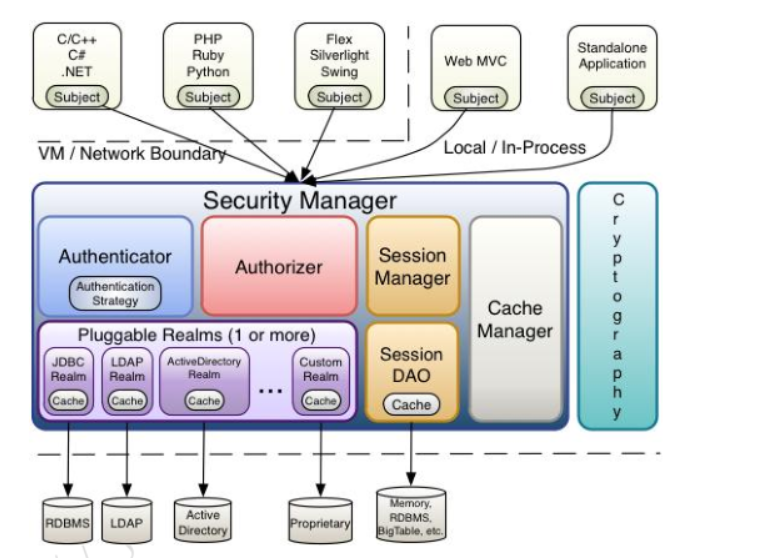 C/C++
C#
.NET
Subject
PHP
Ruby
Python
Subject
Flex
Silverlight
Swing
Subject
Web MVC
Subject
Standalone
Application
Subject
VM / Network Boundary
Local / In-Process
Security Manager
Authenticator
Authentication
Strategy
Authorizer
Session
Manager
Cache
Manager
Pluggable Realms (1 or more)
JDBC
Realm
Cache
LDAP
Realm
Cache
ActiveDirectory
Realm
Cache
...
Custom
Realm
Cache
Session
DAO
Cache
Cryptography
RDBMS
LDAP
Active
Directory
Proprietary
Memory,
RDBMS,
BigTable, etc.